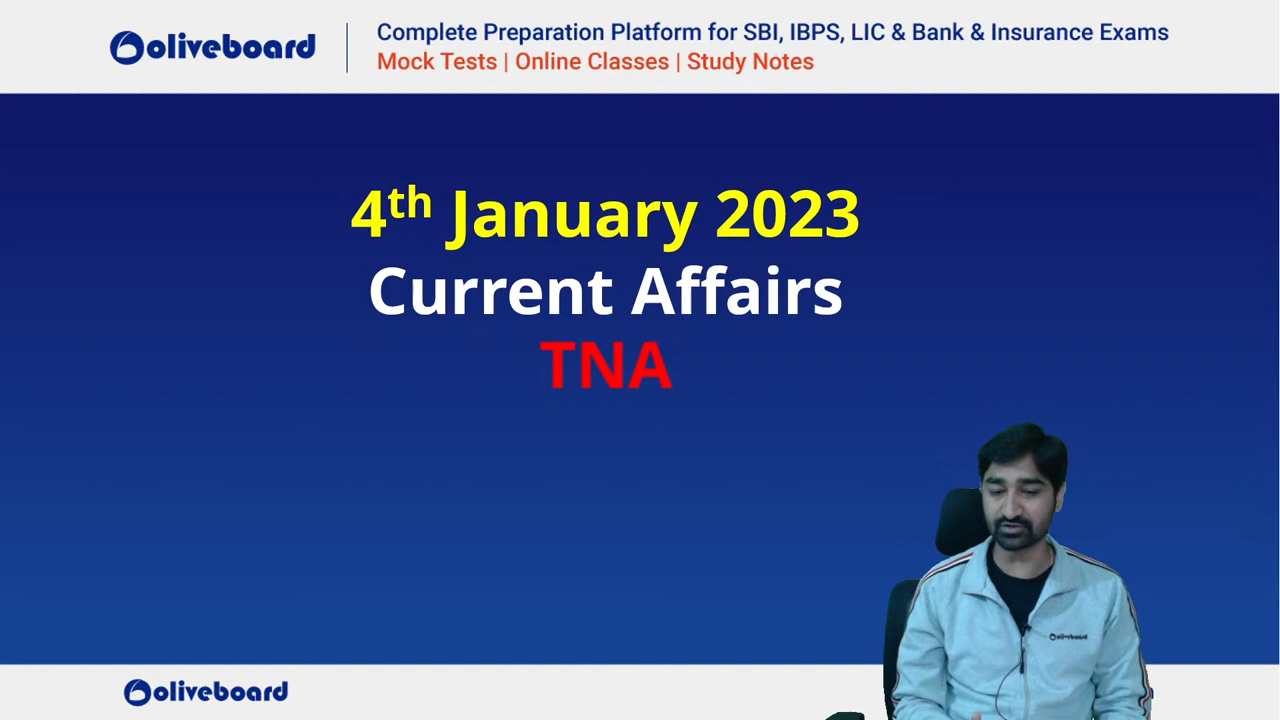 oliveboard
Complete Preparation Platform for SBI, IBPS, LIC & Bank & Insurance Exams
Mock Tests | Online Classes | Study Notes
4th January 2023
Current Affairs
TNA
oliveboard
oliveboard